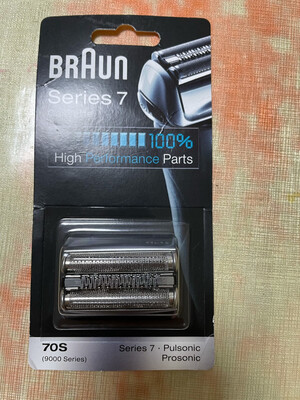 BRAUN
Series 7
100%
High Performance Parts
70S
Series 7 · Pulsonic
(9000 Series)
Prosonic